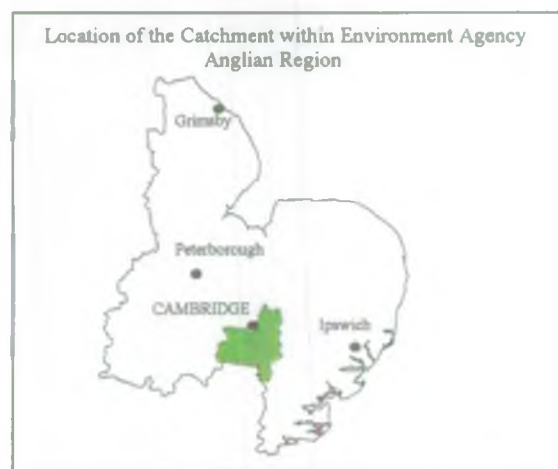 Location of the Catchment within Environment Agency
Anglian Region
Grimsby
Peterborough
CAMBRIDGE
Ipswich